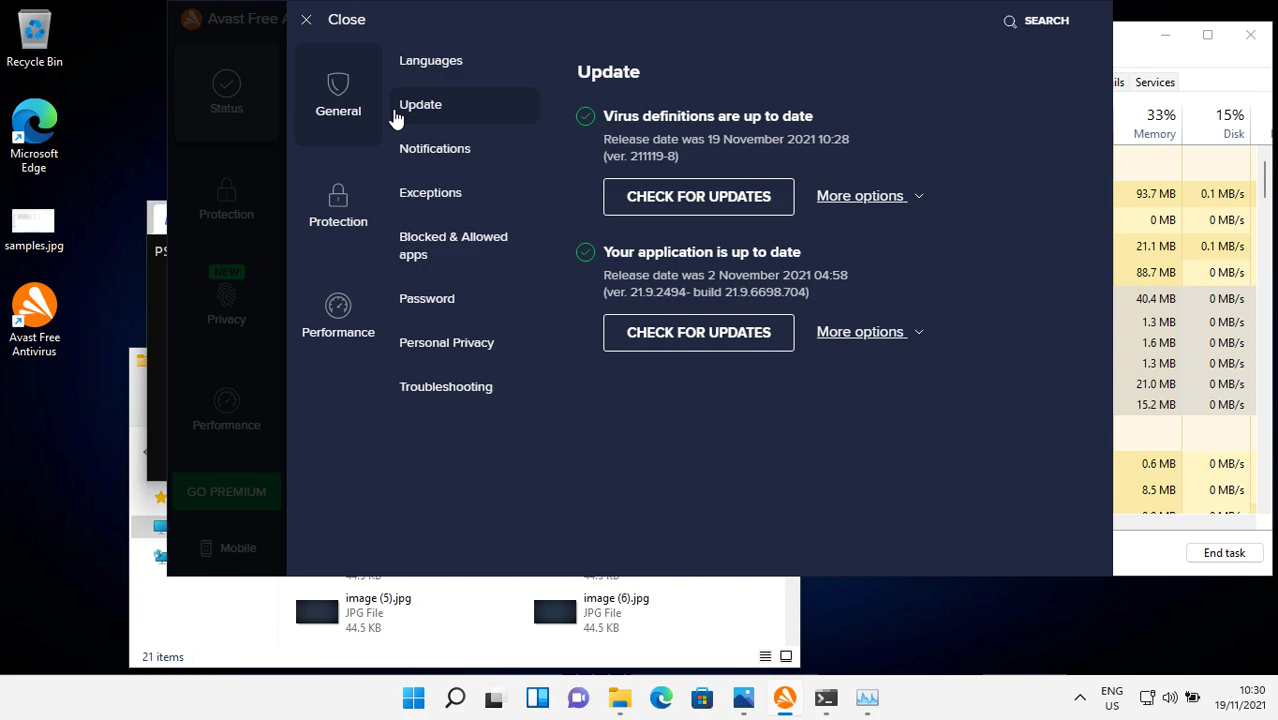 Recycle Bin
Microsoft
Edge
samples.jpg
Avast Free
Antivirus
Avast Free A
Status
Protection
NEW
Privacy
Performance
GO PREMIUM
Mobile
Close
SEARCH
General
Protection
Performance
Languages
Update
Notifications
Exceptions
Blocked & Allowed
apps
Password
Personal Privacy
Troubleshooting
Update
Virus definitions are up to date
Release date was 19 November 2021 10:28
(ver. 211119-8)
CHECK FOR UPDATES
More options
Your application is up to date
Release date was 2 November 2021 04:58
(ver. 21.9.2494- build 21.9.6698.704)
CHECK FOR UPDATES
More options
ils Services
33% 15%
Memory Disk
93.7 MB 0.1 MB/s
0 MB 0 MB/s
21.1 MB 0.1 MB/s
88.7 MB 0 MB/s
40.4 MB 0 MB/s
1.3 MB 0 MB/s
1.6 MB 0 MB/s
1.3 MB 0 MB/s
21.0 MB 0 MB/s
15.2 MB 0 MB/s
0.6 MB 0 MB/s
8.5 MB 0 MB/s
End task
PS
44.5 KB 44.5 KB
image (5).jpg
JPG File
44.5 KB
image (6).jpg
JPG File
44.5 KB
21 items
ENG
US
10:30
19/11/2021